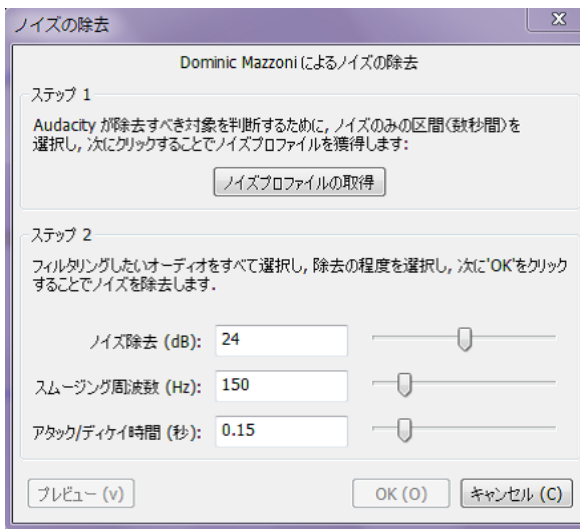 ノイズの除去
Dominic Mazzoniによるノイズの除去
ステップ 1
Audacity が除去すべき対象を判断するために, ノイズのみの区間(数秒間)を
選択し, 次にクリックすることでノイズプロファイルを獲得します:
ノイズプロファイルの取得
ステップ 2
フィルタリングしたいオーディオをすべて選択し, 除去の程度を選択し, 次に'OK'をクリック
することでノイズを除去します.
ノイズ除去 (dB): 24
スムージング周波数 (Hz): 150
アタック/ディケイ時間 (秒): 0.15
プレビュー (v) OK (O) キャンセル (C)